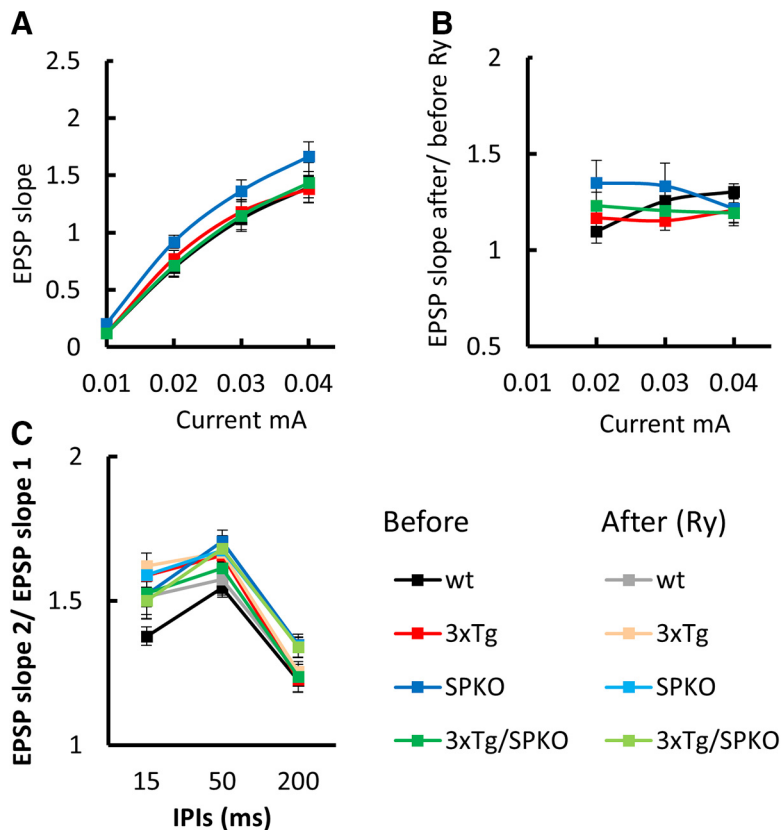 A
EPSP slope
2.5
2
1.5
1
0.5
0
0.01 0.02 0.03 0.04
Current mA
B
EPSP slope after/ before Ry
2
1.5
1
0.5
0.01 0.02 0.03 0.04
Current mA
C
EPSP slope 2/ EPSP slope 1
2
1.5
1
15 50 200
IPIs (ms)
Before After (Ry)
wt wt
3xTg 3xTg
SPKO SPKO
3xTg/SPKO 3xTg/SPKO